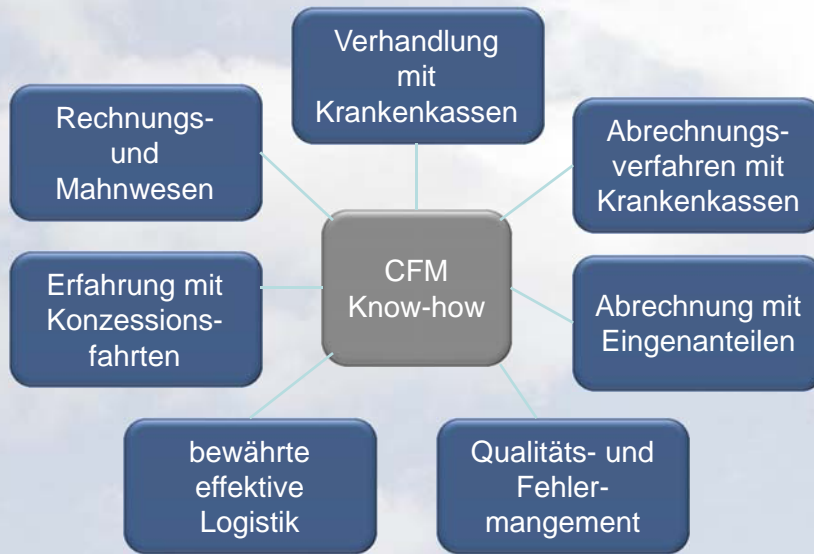 Verhandlung
mit
Krankenkassen
Rechnungs-
und
Mahnwesen
Abrechnungs-
verfahren mit
Krankenkassen
CFM
Know-how
Erfahrung mit
Konzessions-
fahrten
Abrechnung mit
Eingenanteilen
bewährte
effektive
Logistik
Qualitäts- und
Fehler-
mangement